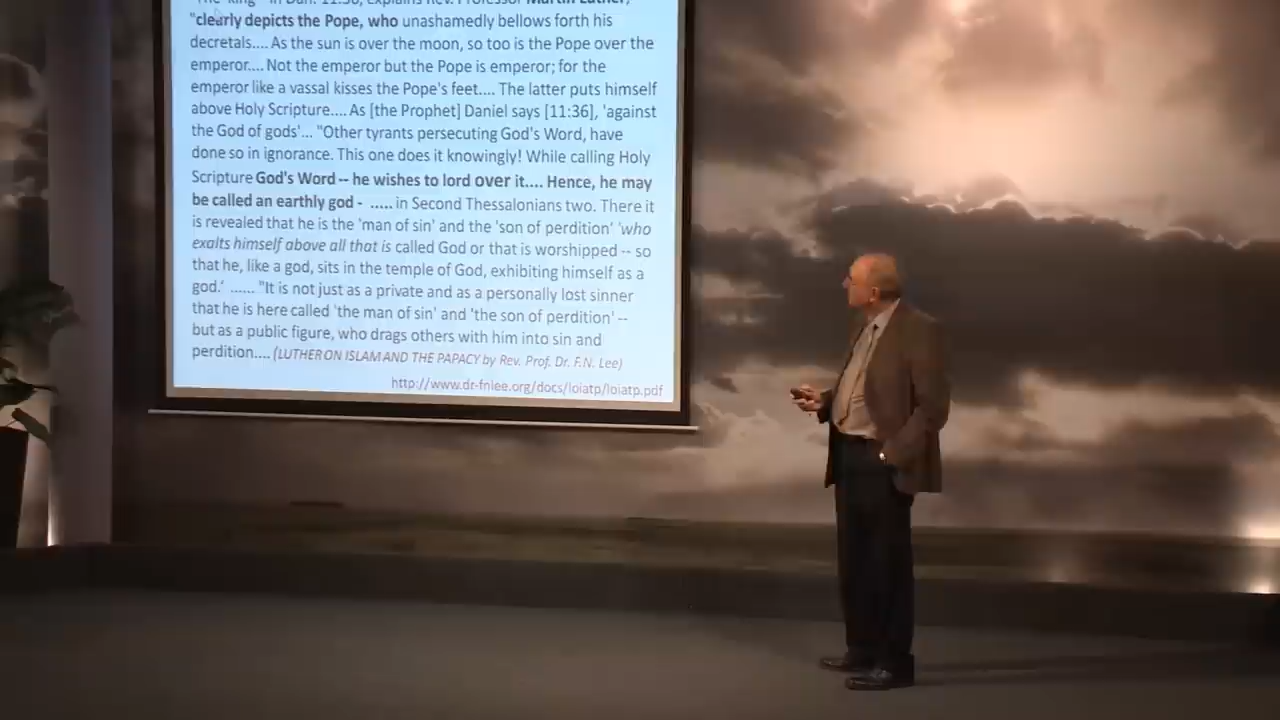 "King" in Dan. 11:36, explains Rev. Professor Martin Luther,
"clearly depicts the Pope, who unashamedly bellows forth his
decretals.... As the sun is over the moon, so too is the Pope over the
emperor.... Not the emperor but the Pope is emperor; for the
emperor like a vassal kisses the Pope's feet.... The latter puts himself
above Holy Scripture.... As [the Prophet] Daniel says [11:36], 'against
the God of gods'... "Other tyrants persecuting God's Word, have
done so in ignorance. This one does it knowingly! While calling Holy
Scripture God's Word -- he wishes to lord over it.... Hence, he may
be called an earthly god - ..... in Second Thessalonians two. There it
is revealed that he is the 'man of sin' and the 'son of perdition' 'who
exalts himself above all that is called God or that is worshipped -- so
that he, like a god, sits in the temple of God, exhibiting himself as a
god.' ...... "It is not just as a private and as a personally lost sinner
that he is here called 'the man of sin' and 'the son of perdition' --
but as a public figure, who drags others with him into sin and
perdition.... (LUTHER ON ISLAM AND THE PAPACY by Rev. Prof. Dr. F.N. Lee)
http://www.dr-fnlee.org/docs/loiatp/loiatp.pdf